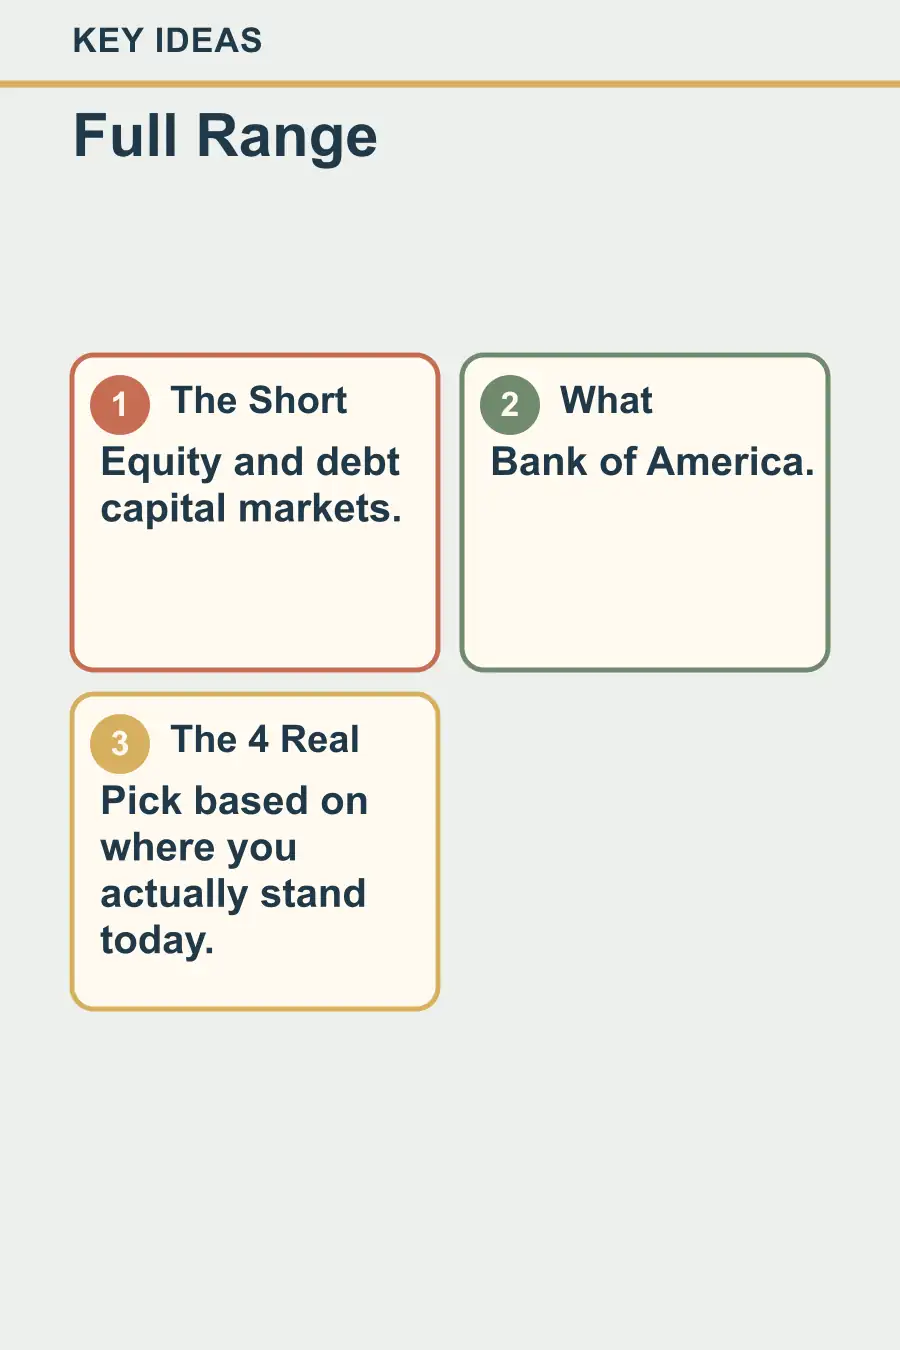 KEY IDEAS
Full Range
1 The Short
Equity and debt
capital markets.
2 What
Bank of America.
3 The 4 Real
Pick based on
where you
actually stand
today.